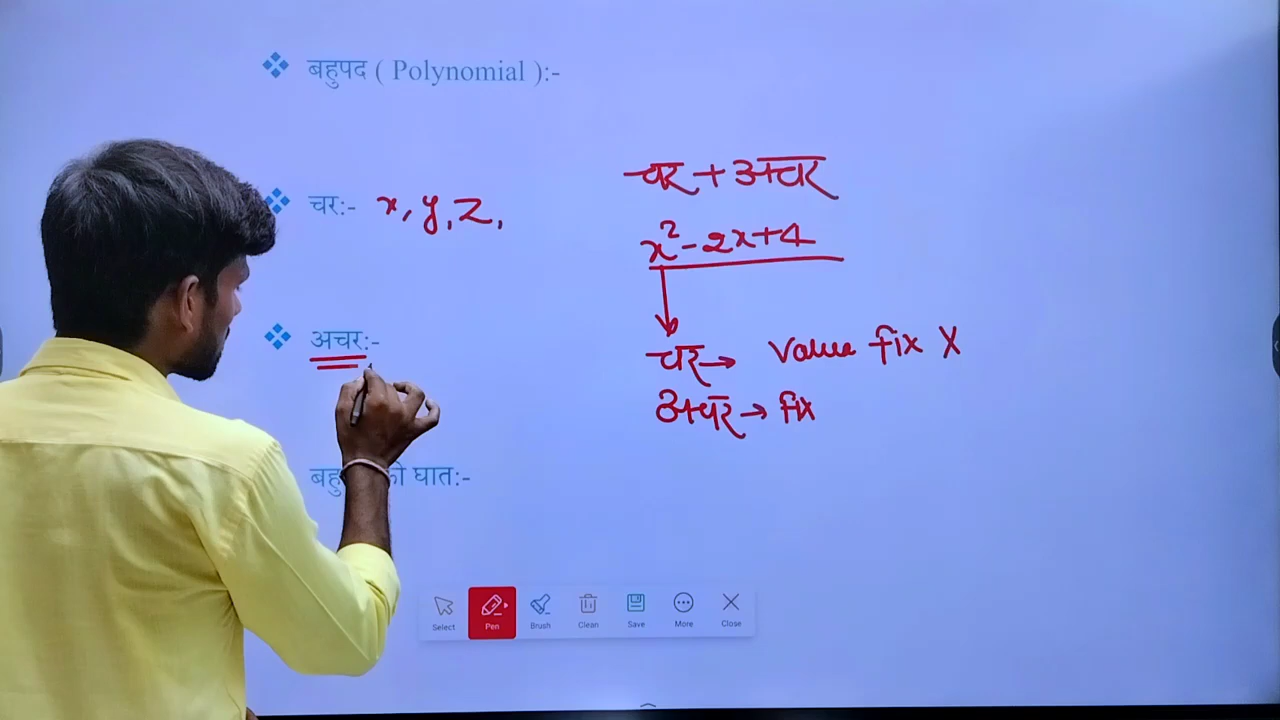 ❖ बहुपद ( Polynomial ):-
चर + अचर
❖ चरः- x, y, z,
x² - 2x + 4
❖ अचरः-
चर → Value fix X
अचर → fix
की घातः-
Select Pen Brush Clean Save More Close